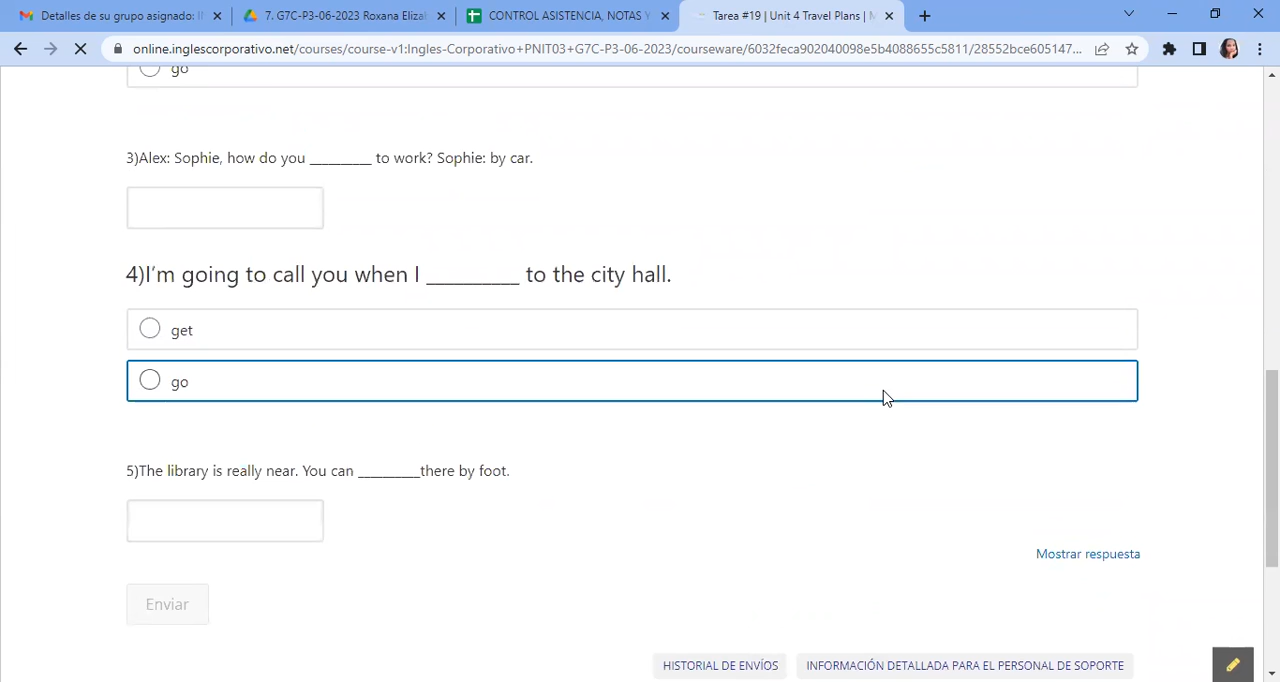 Detalles de su grupo asignado: I
7. G7C-P3-06-2023 Roxana Eliza
CONTROL ASISTENCIA, NOTAS Y
Tarea #19 | Unit 4 Travel Plans |
online.inglescorporativo.net/courses/course-v1:Ingles-Corporativo+PNIT03+G7C-P3-06-2023/courseware/6032feca902040098e5b4088655c5811/28552bce605147...
go
3)Alex: Sophie, how do you __________ to work? Sophie: by car.
4)I'm going to call you when I __________ to the city hall.
get
go
5)The library is really near. You can __________there by foot.
Mostrar respuesta
Enviar
HISTORIAL DE ENVÍOS
INFORMACIÓN DETALLADA PARA EL PERSONAL DE SOPORTE